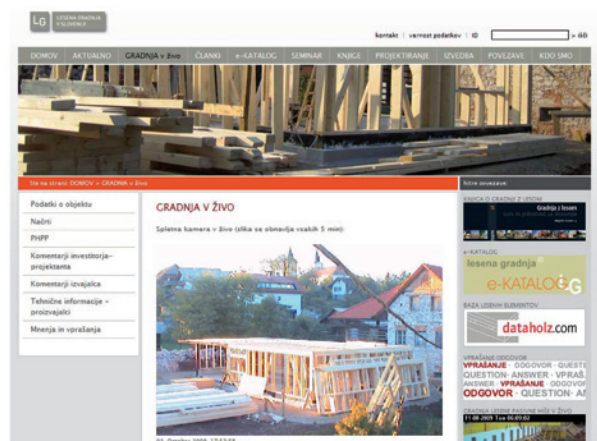 LG LESENA GRADNJA
V SLOVENIJI
kontakt | varnost podatkov | ID > išči
DOMOV AKTUALNO GRADNJA v živo ČLANKI e-KATALOG SEMINAR KNJIGE PROJEKTIRANJE IZVEDBA POVEZAVE KDO SMO
Ste na strani: DOMOV > GRADNJA v živo
Podatki o objektu
Načrti
PHPP
Komentarji investitorja-
projektanta
Komentarji izvajalca
Tehnične informacije -
proizvajalci
Mnenja in vprašanja
GRADNJA V ŽIVO
Spletna kamera v živo (slika se obnavlja vsakih 5 min):
hitre povezave:
KNJIGA O GRADNJI Z LESOM
Gradnja z lesom
e-KATALOG
lesena gradnja
e-KATALOG LG
BAZA LESENIH ELEMENTOV
dataholz.com
VPRAŠANJE ODGOVOR
VPRAŠANJE · ODGOVOR · QUESTI
QUESTION · ANSWER · VPRAŠ
ANSWER · VPRAŠANJE · ODGOVOR
ODGOVOR · QUESTION · AN
GRADNJA LESENE PASIVNE HIŠE V ŽIVO